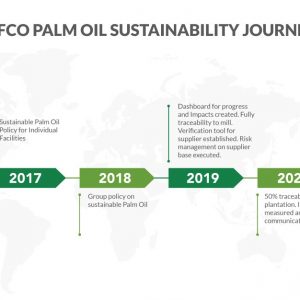 FCO PALM OIL SUSTAINABILITY JOURNE
Dashboard for progress
and Impacts created. Fully
traceability to mill.
Verification tool for
supplier established. Risk
management on supplier
base executed.
Sustainable Palm Oil
Policy for Individual
Facilities
2017
2018
2019
202
Group policy on
sustainable Palm Oil
50% traceab
plantation. I
measured a
communicat